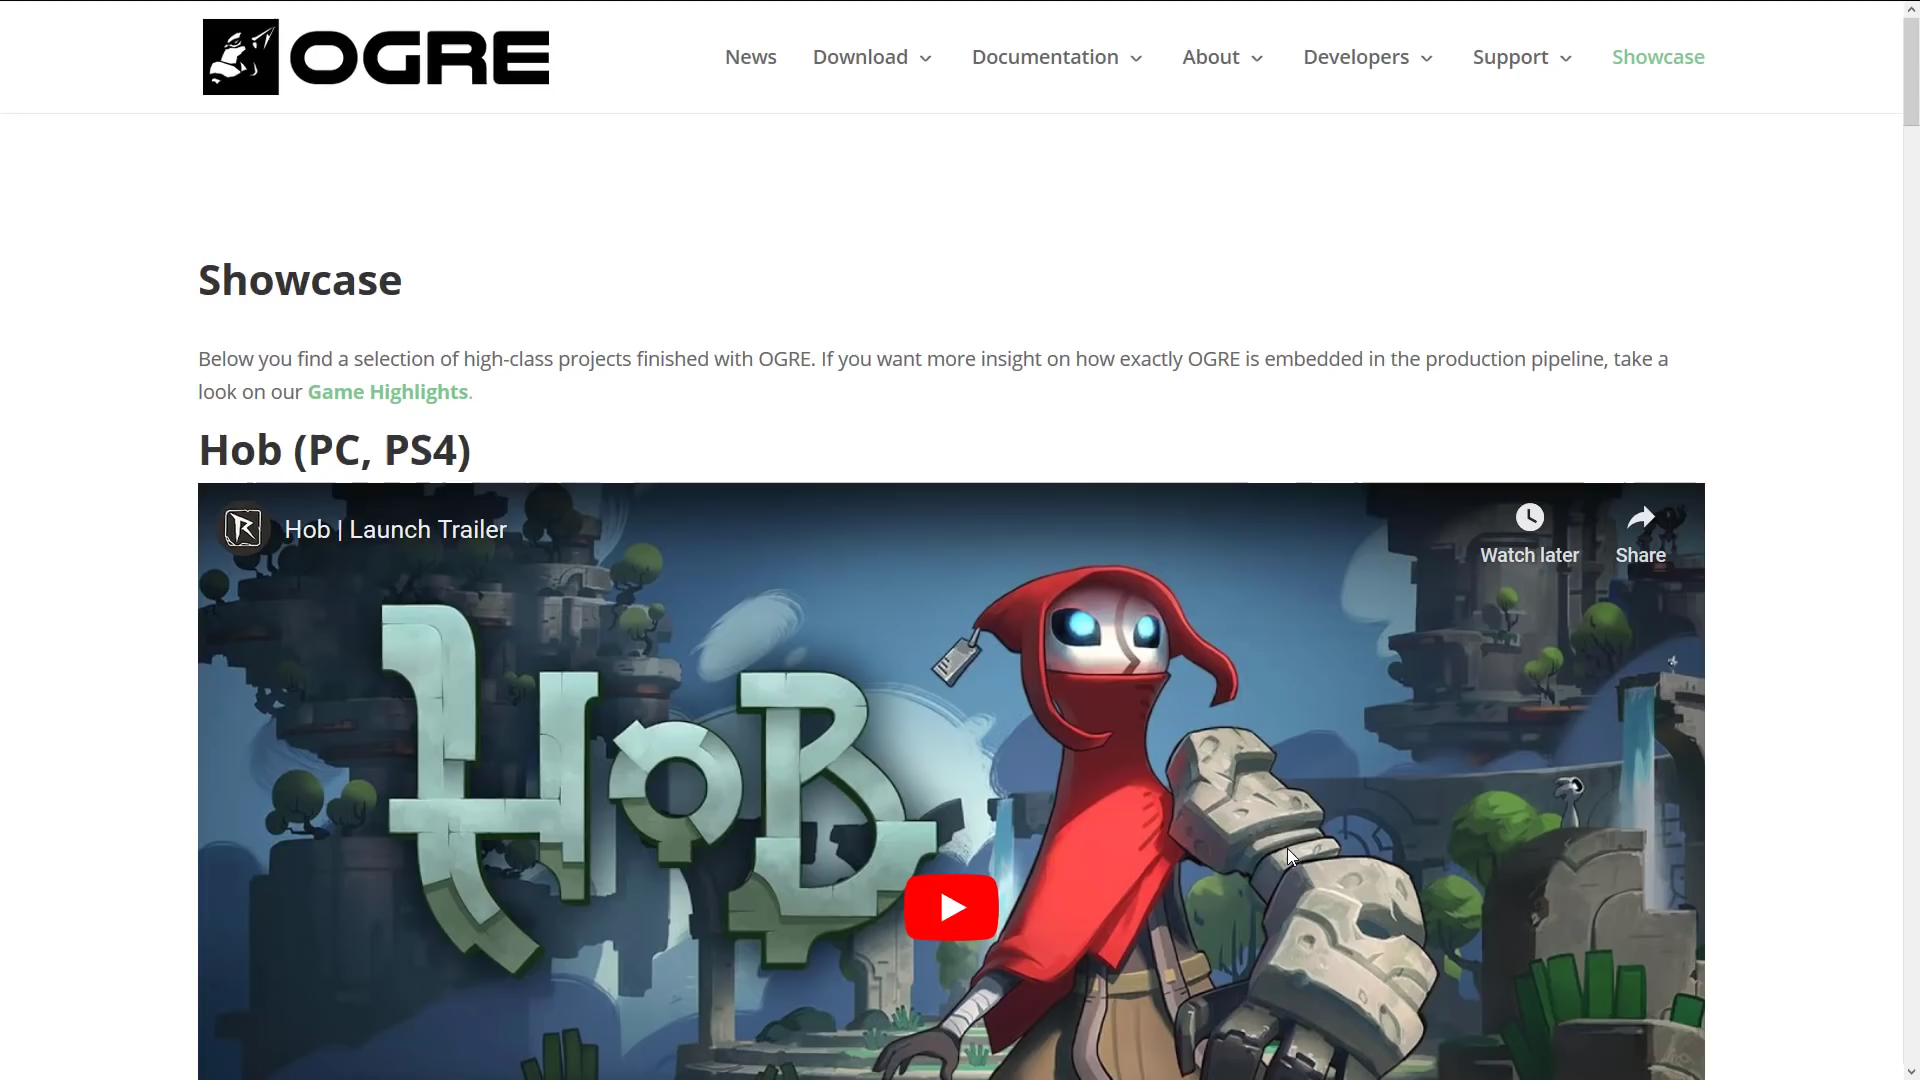 OGRE
News
Download
Documentation
About
Developers
Support
Showcase
Showcase
Below you find a selection of high-class projects finished with OGRE. If you want more insight on how exactly OGRE is embedded in the production pipeline, take a
look on our Game Highlights.
Hob (PC, PS4)
Hob | Launch Trailer
Watch later
Share
HOB